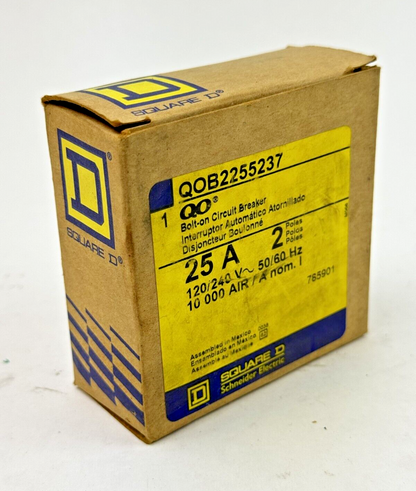 SQUARE D®
D
SQUARE D®
QOB2255237
1 QO®
Bolt-on Circuit Breaker
Interruptor Automático Atornillado
Disjoncteur Boulonné
25 A 2 Poles
Polos
Pôles
120/240 V~ 50/60 Hz
10 000 AIR / A nom.
765901
Assembled in Mexico
Ensamblado en Mexico
Assemblé au Mexique
D SQUARE D
Schneider Electric